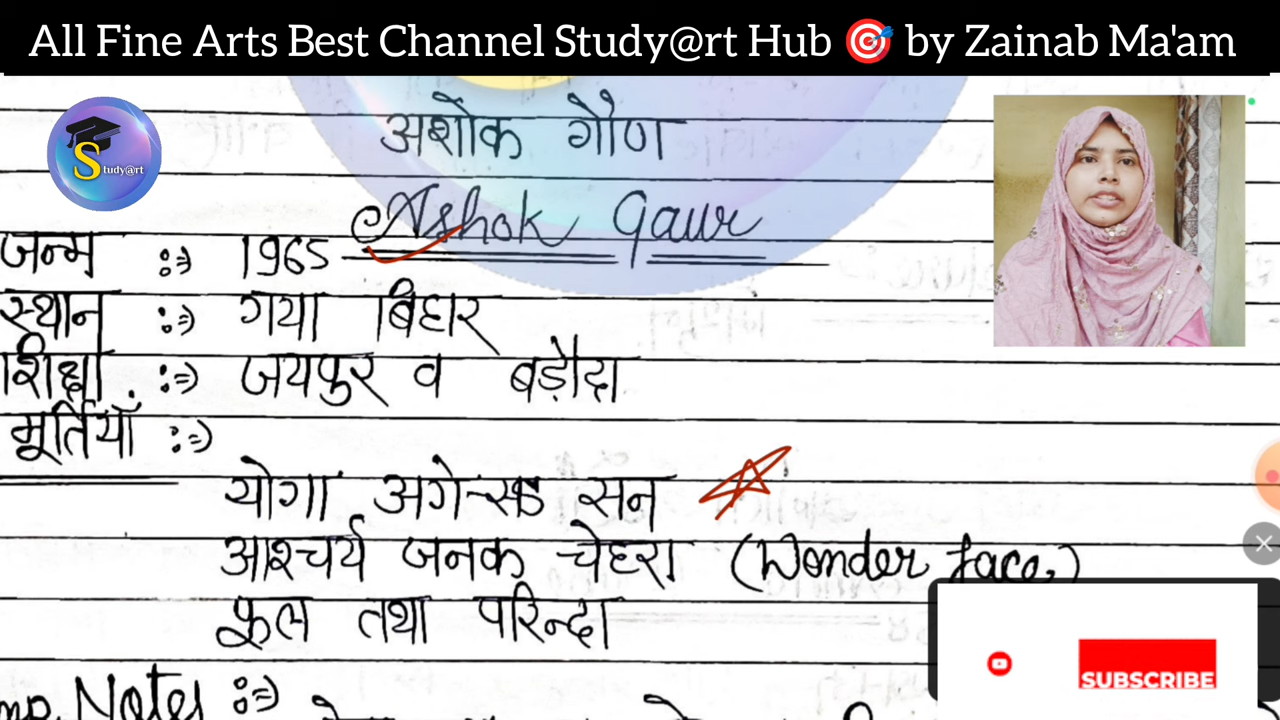 All Fine Arts Best Channel Study@rt Hub 🎯 by Zainab Ma'am
Study@rt
अशोक गौण
Ashok Gaur
जन्म :⇒ 1965
स्थान :⇒ गया बिहार
शिक्षा :⇒ जयपुर व बड़ौदा
मूर्तियाँ :⇒
योगा अगेन्स्ड सन
आश्चर्य जनक चेहरा (Wonder face)
फूल तथा परिन्दा
Notes :⇒
SUBSCRIBE